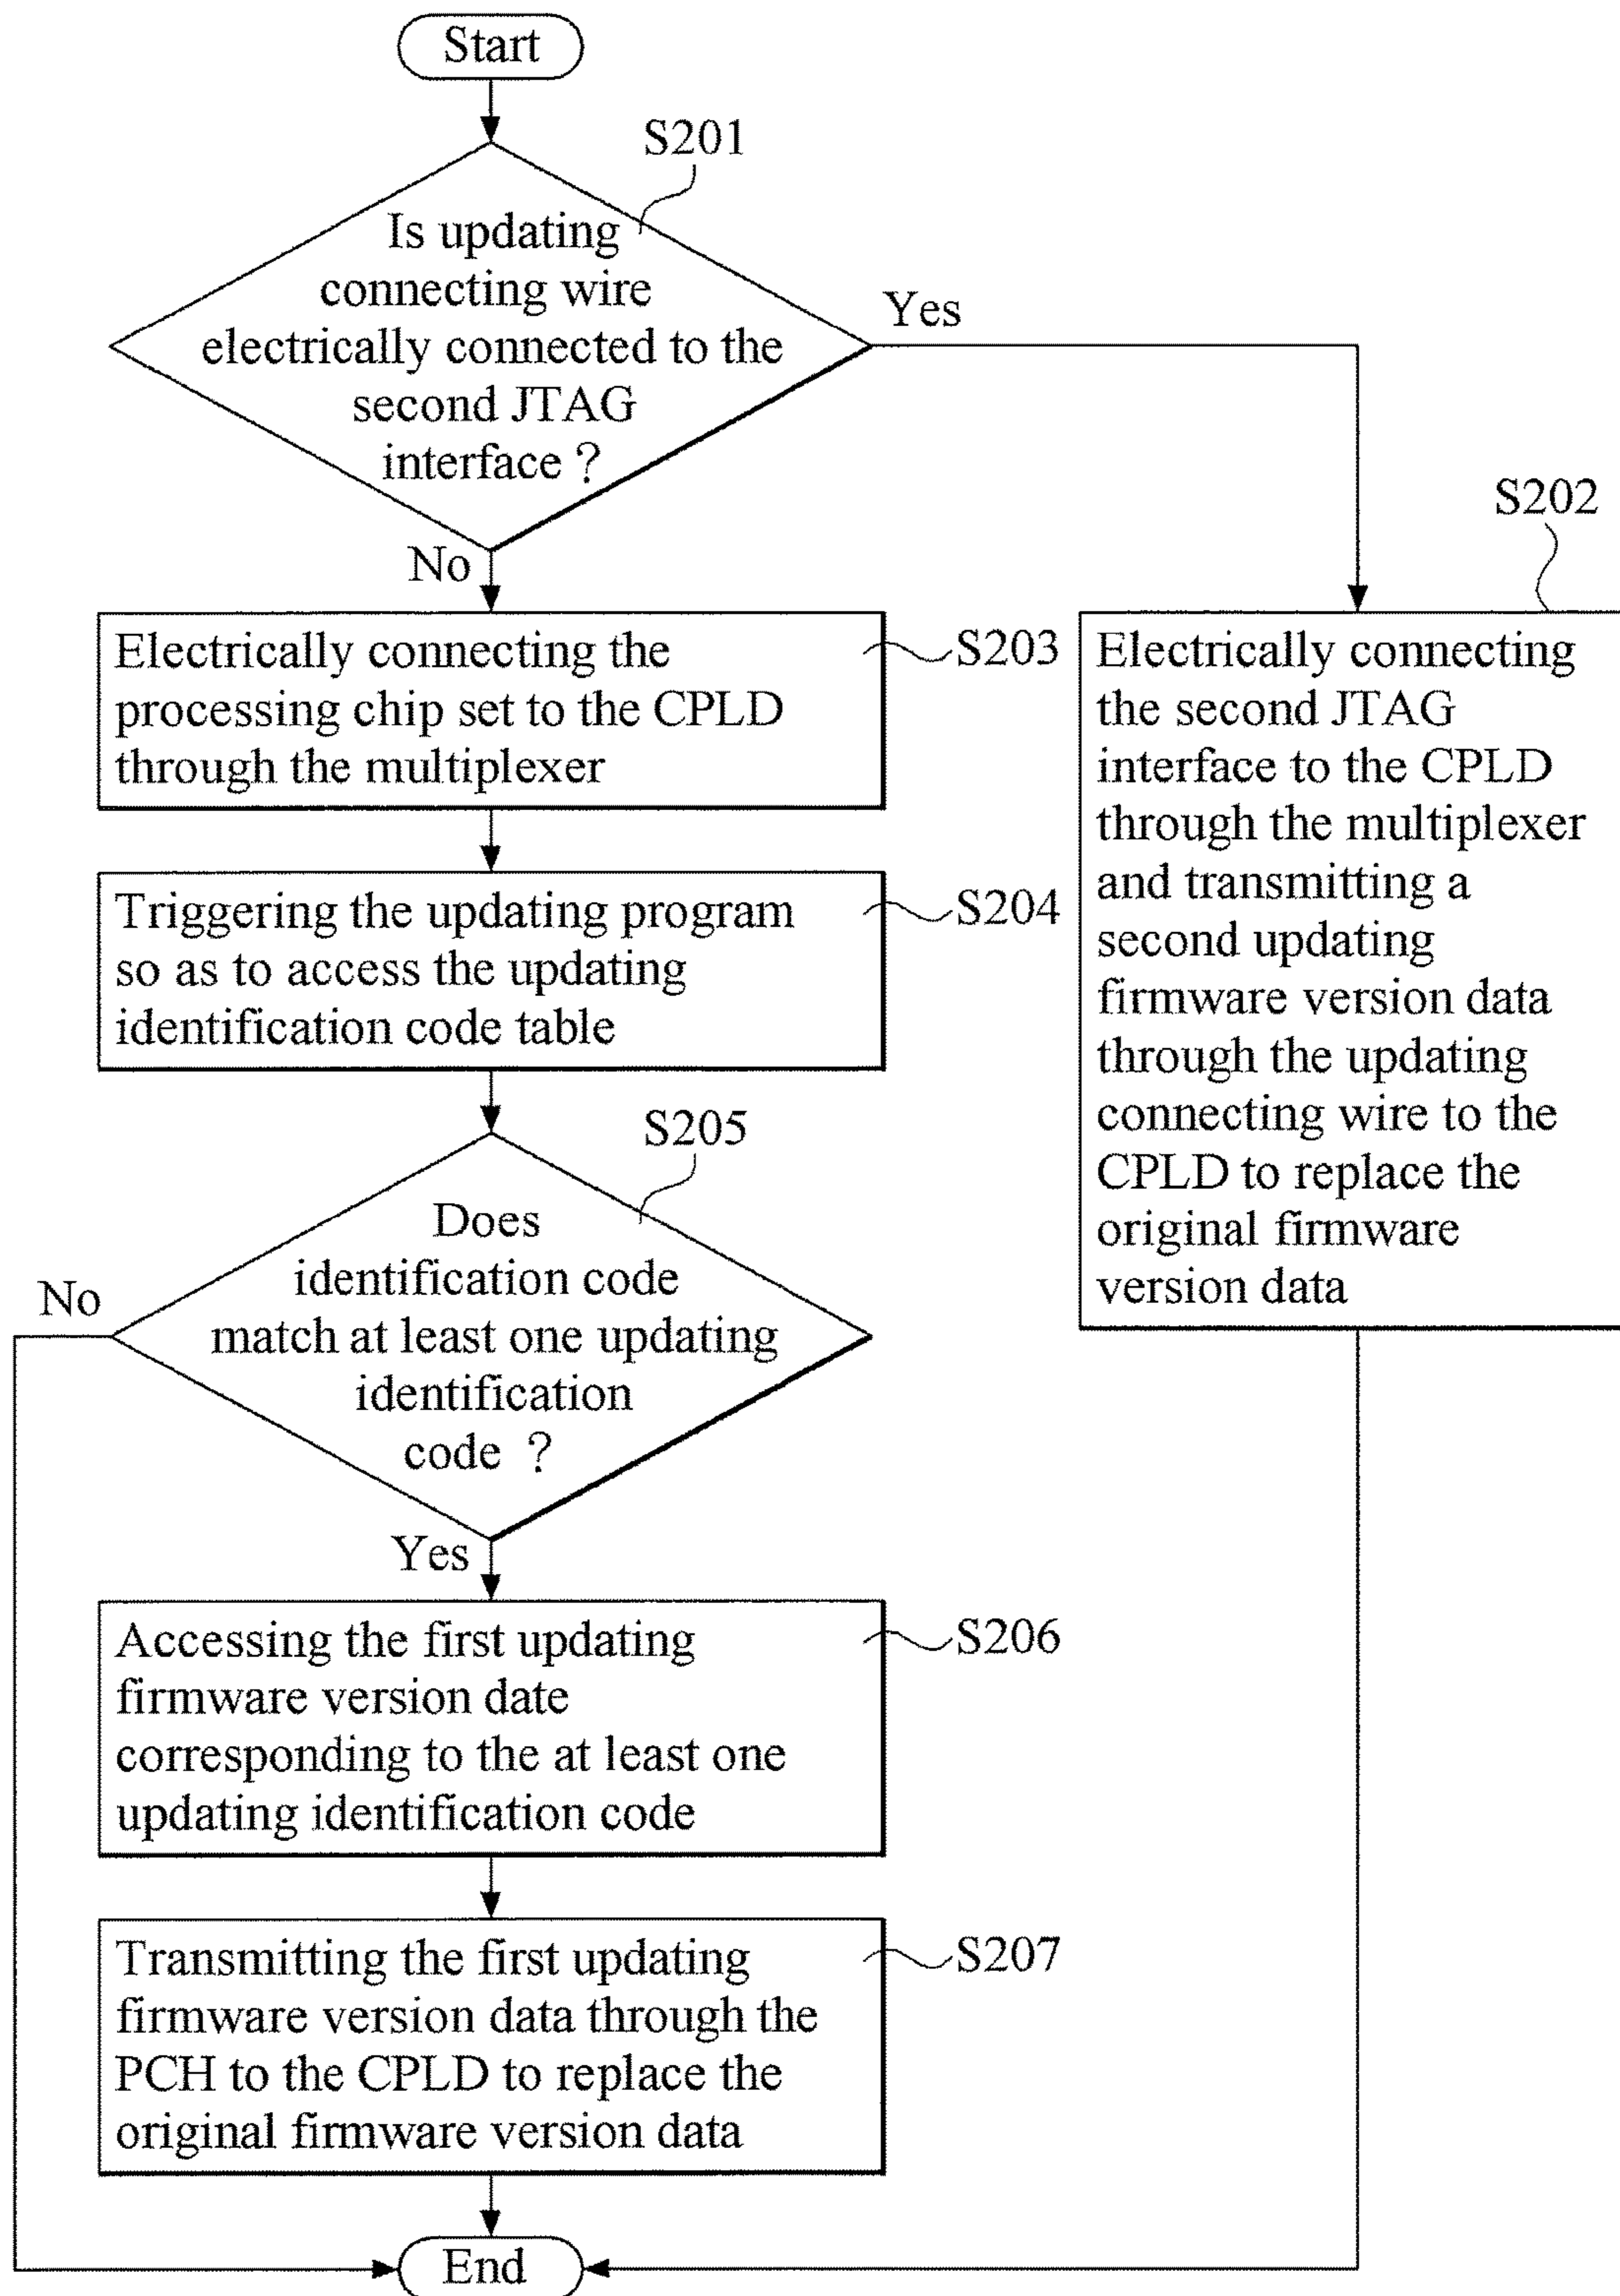 Start
S201
Is updating
connecting wire
electrically connected to the
second JTAG
interface ?
Yes
No
S202
Electrically connecting the
processing chip set to the CPLD
through the multiplexer
S203
Electrically connecting
the second JTAG
interface to the CPLD
through the multiplexer
and transmitting a
second updating
firmware version data
through the updating
connecting wire to the
CPLD to replace the
original firmware
version data
Triggering the updating program
so as to access the updating
identification code table
S204
S205
Does
identification code
match at least one updating
identification
code ?
No
Yes
Accessing the first updating
firmware version date
corresponding to the at least one
updating identification code
S206
Transmitting the first updating
firmware version data through the
PCH to the CPLD to replace the
original firmware version data
S207
End